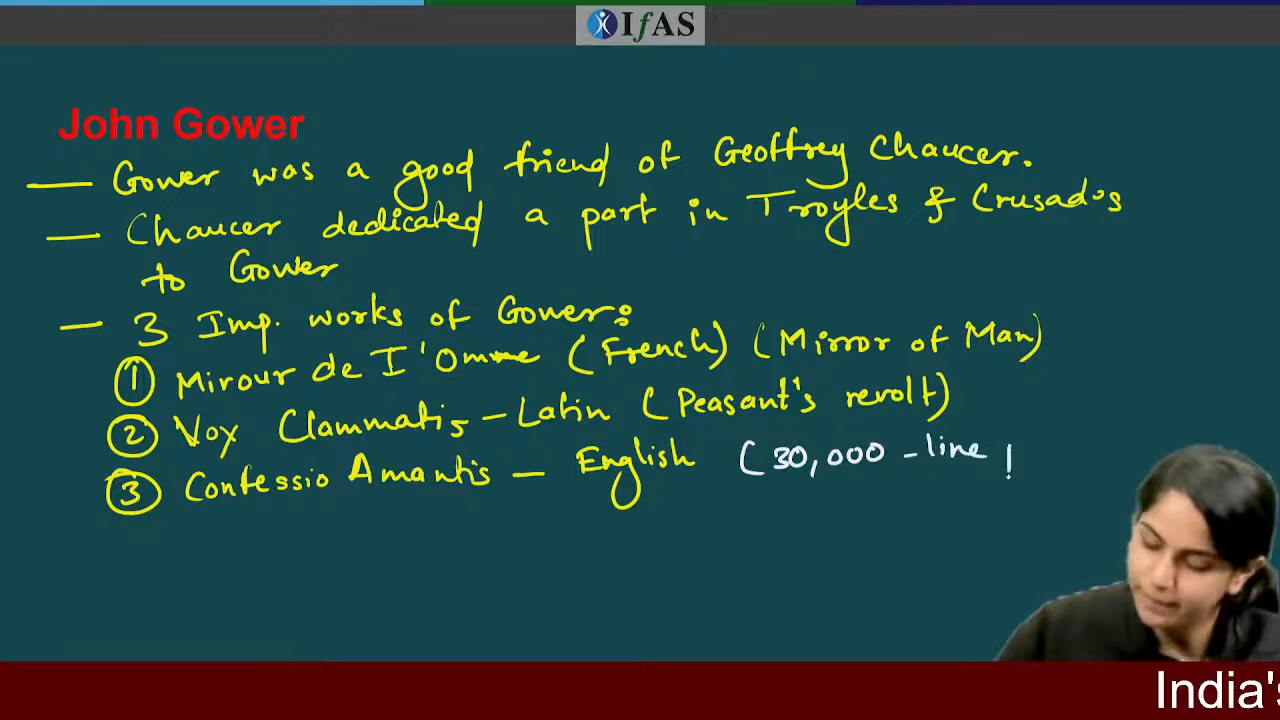 IfAS
John Gower
— Gower was a good friend of Geoffrey Chaucer.
— Chaucer dedicated a part in Troyles & Crusados
to Gower
— 3 Imp. works of Gower:
① Mirour de I'Omme (French) (Mirror of Man)
② Vox Clammatis – Latin (Peasant's revolt)
③ Confessio Amantis – English (30,000 - line
India's